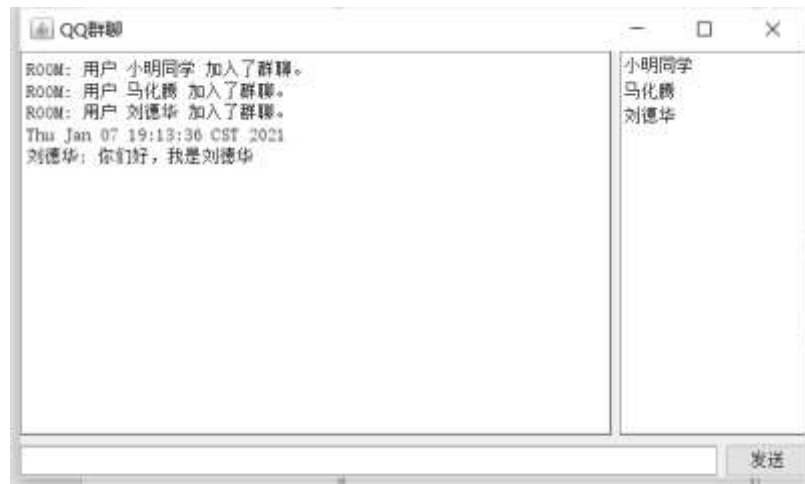 QQ群聊
ROOM: 用户 小明同学 加入了群聊。
ROOM: 用户 马化腾 加入了群聊。
ROOM: 用户 刘德华 加入了群聊。
Thu Jan 07 19:13:36 CST 2021
刘德华: 你们好，我是刘德华
小明同学
马化腾
刘德华
发送